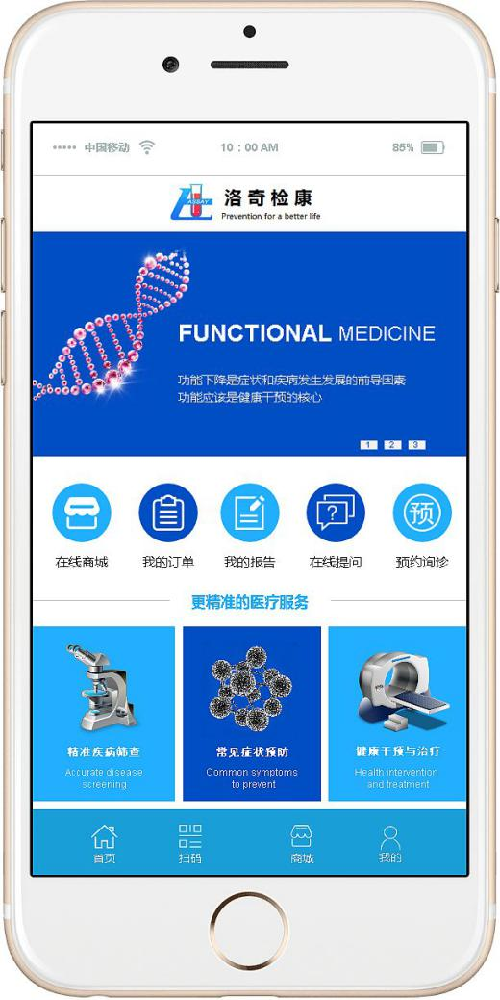 中国移动
10：00 AM
85%
ASSAY
洛奇检康
Prevention for a better life
FUNCTIONAL MEDICINE
功能下降是症状和疾病发生发展的前导因素
功能应该是健康干预的核心
1 2 3
预
在线商城 我的订单 我的报告 在线提问 预约询诊
更精准的医疗服务
精准疾病筛查
Accurate disease
screening
常见症状预防
Common symptoms
to prevent
健康干预与治疗
Health intervention
and treatment
首页 扫码 商城 我的